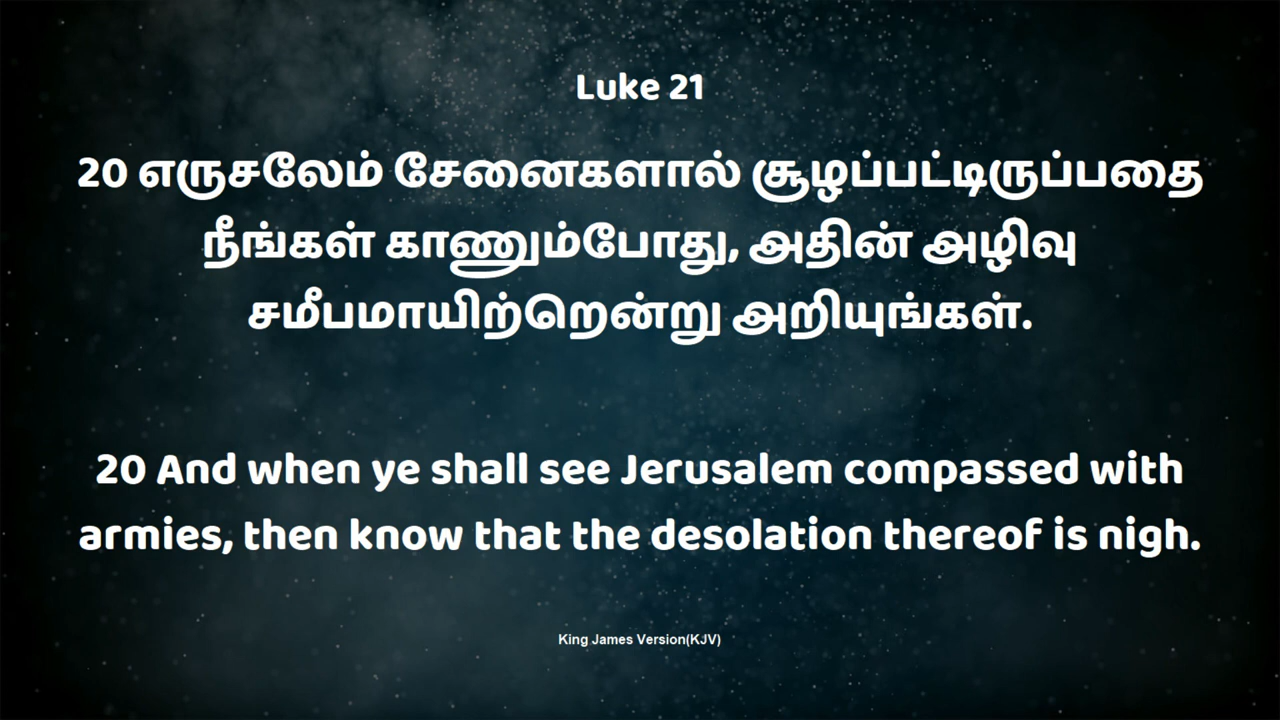 Luke 21
20 எருசலேம் சேனைகளால் சூழப்பட்டிருப்பதை
நீங்கள் காணும்போது, அதின் அழிவு
சமீபமாயிற்றென்று அறியுங்கள்.
20 And when ye shall see Jerusalem compassed with
armies, then know that the desolation thereof is nigh.
King James Version(KJV)